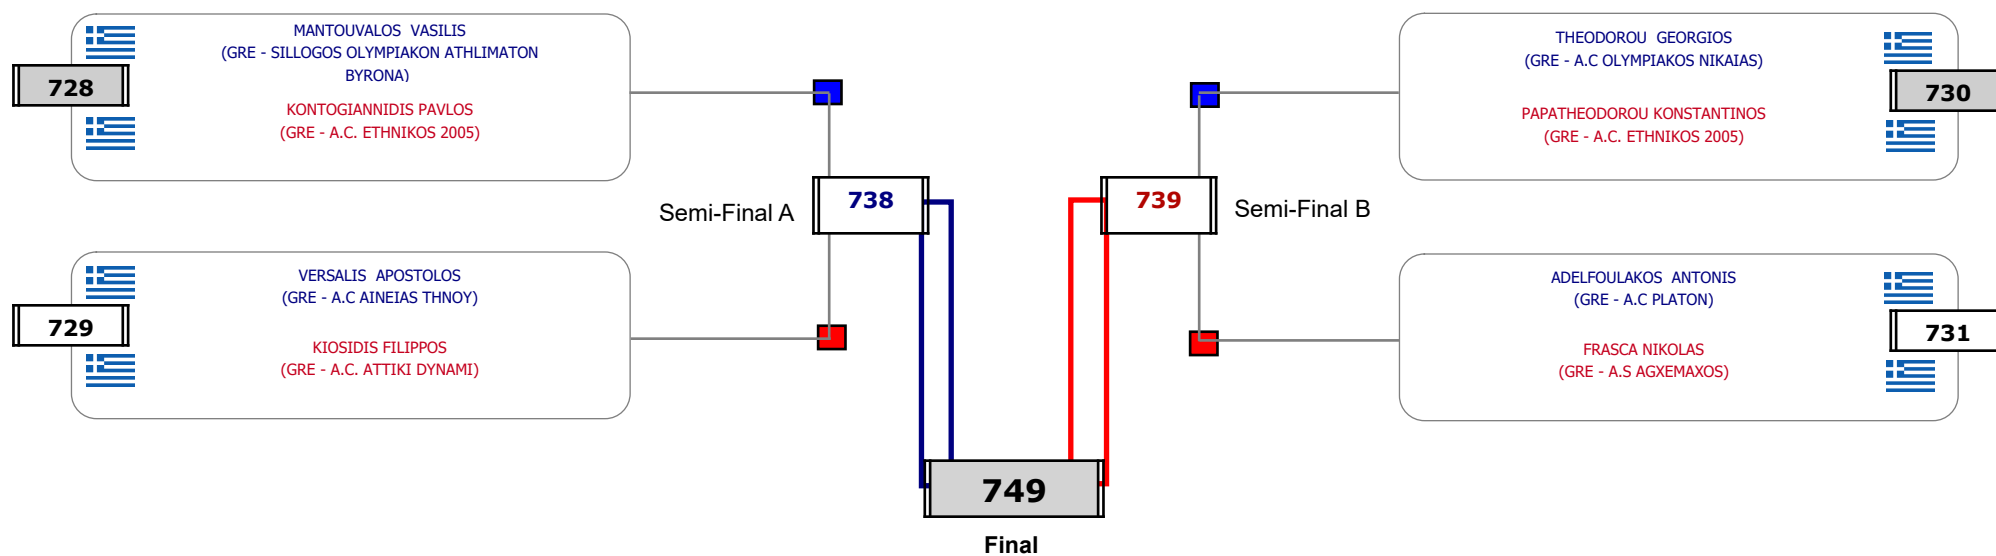 MANTOUVALOS VASILIS
(GRE - SILLOGOS OLYMPIAKON ATHLIMATON
BYRONA)
728
KONTOGIANNIDIS PAVLOS
(GRE - A.C. ETHNIKOS 2005)
THEODOROU GEORGIOS
(GRE - A.C OLYMPIAKOS NIKAIAS)
730
PAPATHEODOROU KONSTANTINOS
(GRE - A.C. ETHNIKOS 2005)
Semi-Final A
738
739
Semi-Final B
VERSALIS APOSTOLOS
(GRE - A.C AINEIAS THNOY)
729
KIOSIDIS FILIPPOS
(GRE - A.C. ATTIKI DYNAMI)
ADELFOULAKOS ANTONIS
(GRE - A.C PLATON)
731
FRASCA NIKOLAS
(GRE - A.S AGXEMAXOS)
749
Final